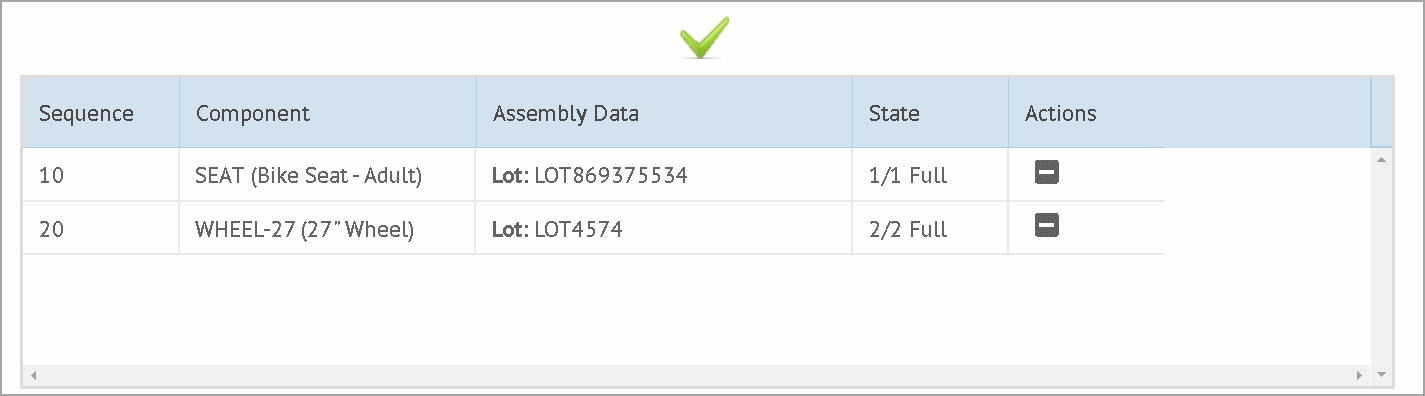 Sequence Component Assembly Data State Actions
10 SEAT (Bike Seat - Adult) Lot: LOT869375534 1/1 Full
20 WHEEL-27 (27" Wheel) Lot: LOT4574 2/2 Full